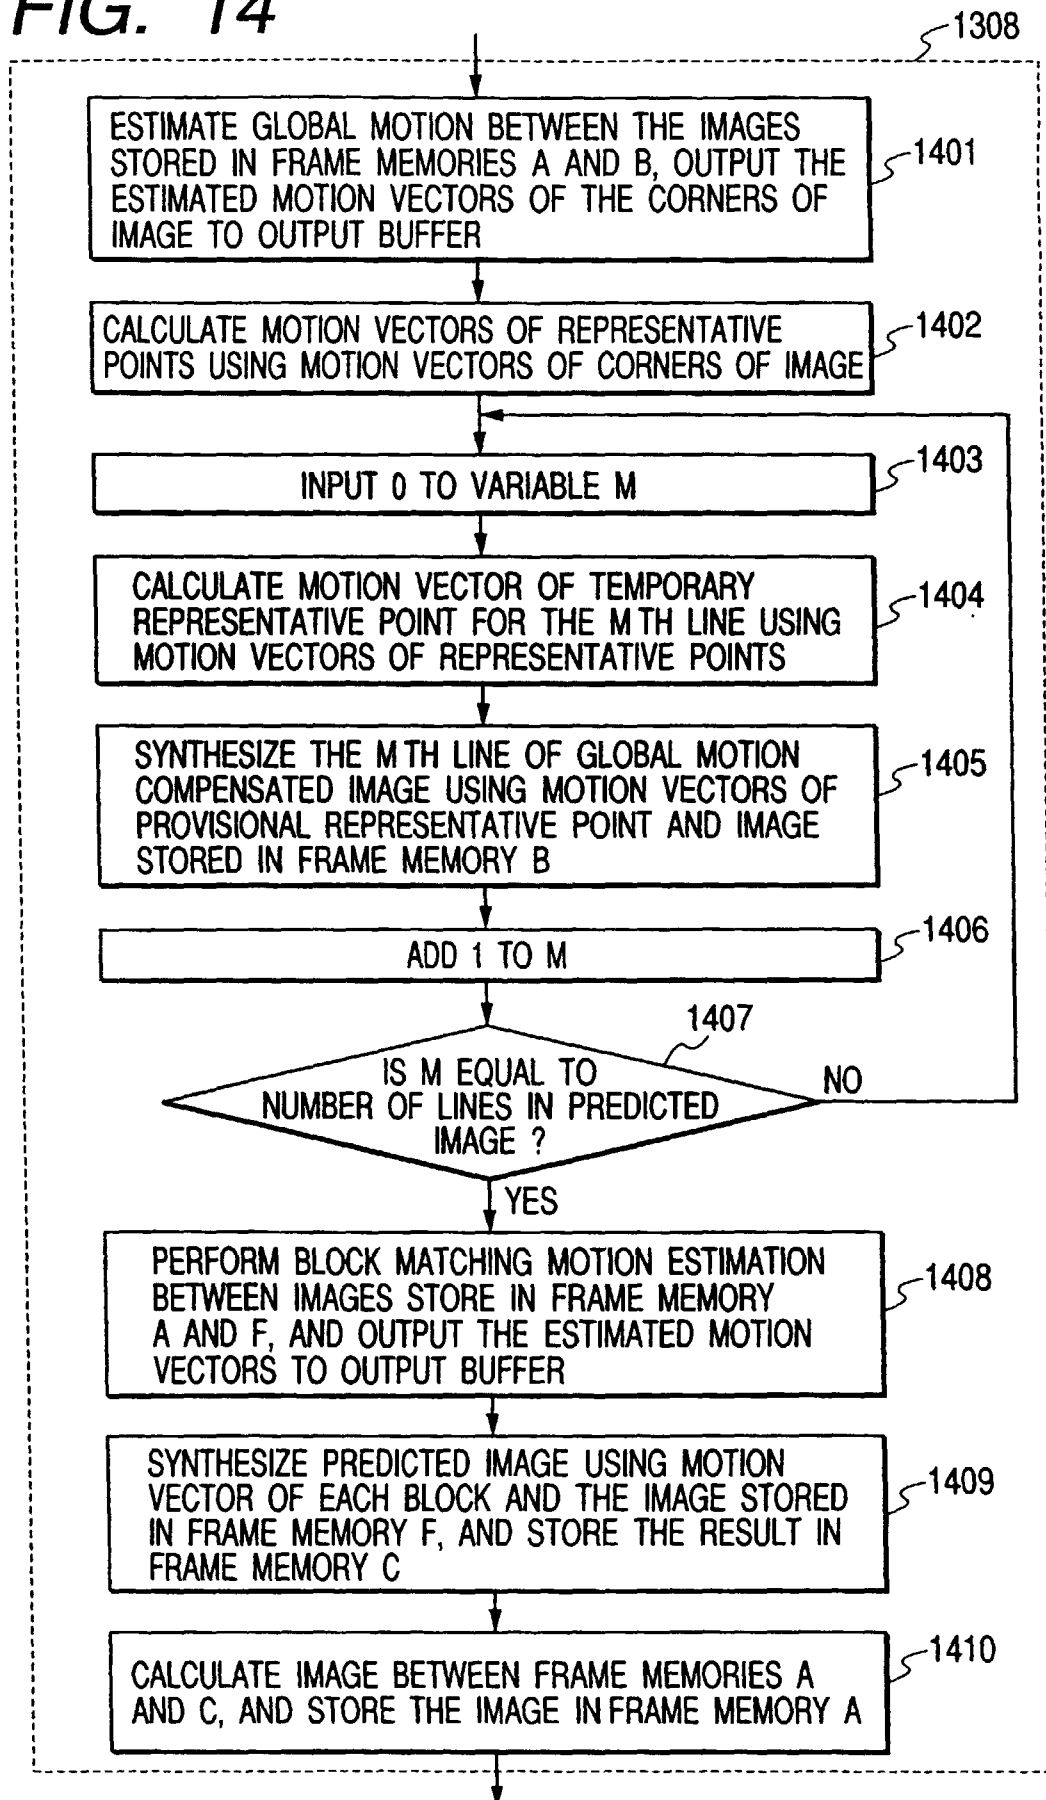 FIG. 14
1308
ESTIMATE GLOBAL MOTION BETWEEN THE IMAGES
STORED IN FRAME MEMORIES A AND B, OUTPUT THE
ESTIMATED MOTION VECTORS OF THE CORNERS OF
IMAGE TO OUTPUT BUFFER
1401
CALCULATE MOTION VECTORS OF REPRESENTATIVE
POINTS USING MOTION VECTORS OF CORNERS OF IMAGE
1402
INPUT 0 TO VARIABLE M
1403
CALCULATE MOTION VECTOR OF TEMPORARY
REPRESENTATIVE POINT FOR THE M TH LINE USING
MOTION VECTORS OF REPRESENTATIVE POINTS
1404
SYNTHESIZE THE M TH LINE OF GLOBAL MOTION
COMPENSATED IMAGE USING MOTION VECTORS OF
PROVISIONAL REPRESENTATIVE POINT AND IMAGE
STORED IN FRAME MEMORY B
1405
ADD 1 TO M
1406
1407
IS M EQUAL TO
NUMBER OF LINES IN PREDICTED
IMAGE ?
NO
YES
PERFORM BLOCK MATCHING MOTION ESTIMATION
BETWEEN IMAGES STORE IN FRAME MEMORY
A AND F, AND OUTPUT THE ESTIMATED MOTION
VECTORS TO OUTPUT BUFFER
1408
SYNTHESIZE PREDICTED IMAGE USING MOTION
VECTOR OF EACH BLOCK AND THE IMAGE STORED
IN FRAME MEMORY F, AND STORE THE RESULT IN
FRAME MEMORY C
1409
CALCULATE IMAGE BETWEEN FRAME MEMORIES A
AND C, AND STORE THE IMAGE IN FRAME MEMORY A
1410